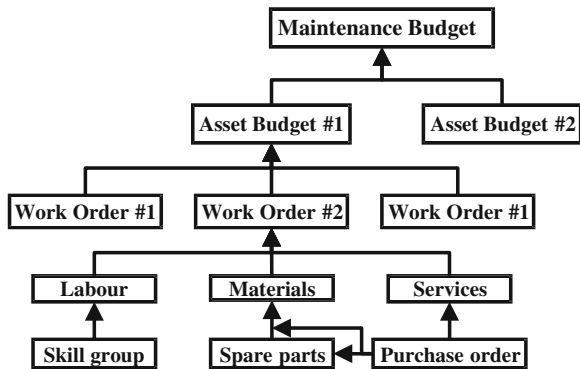 Maintenance Budget
Asset Budget #1
Asset Budget #2
Work Order #1
Work Order #2
Work Order #1
Labour
Materials
Services
Skill group
Spare parts
Purchase order